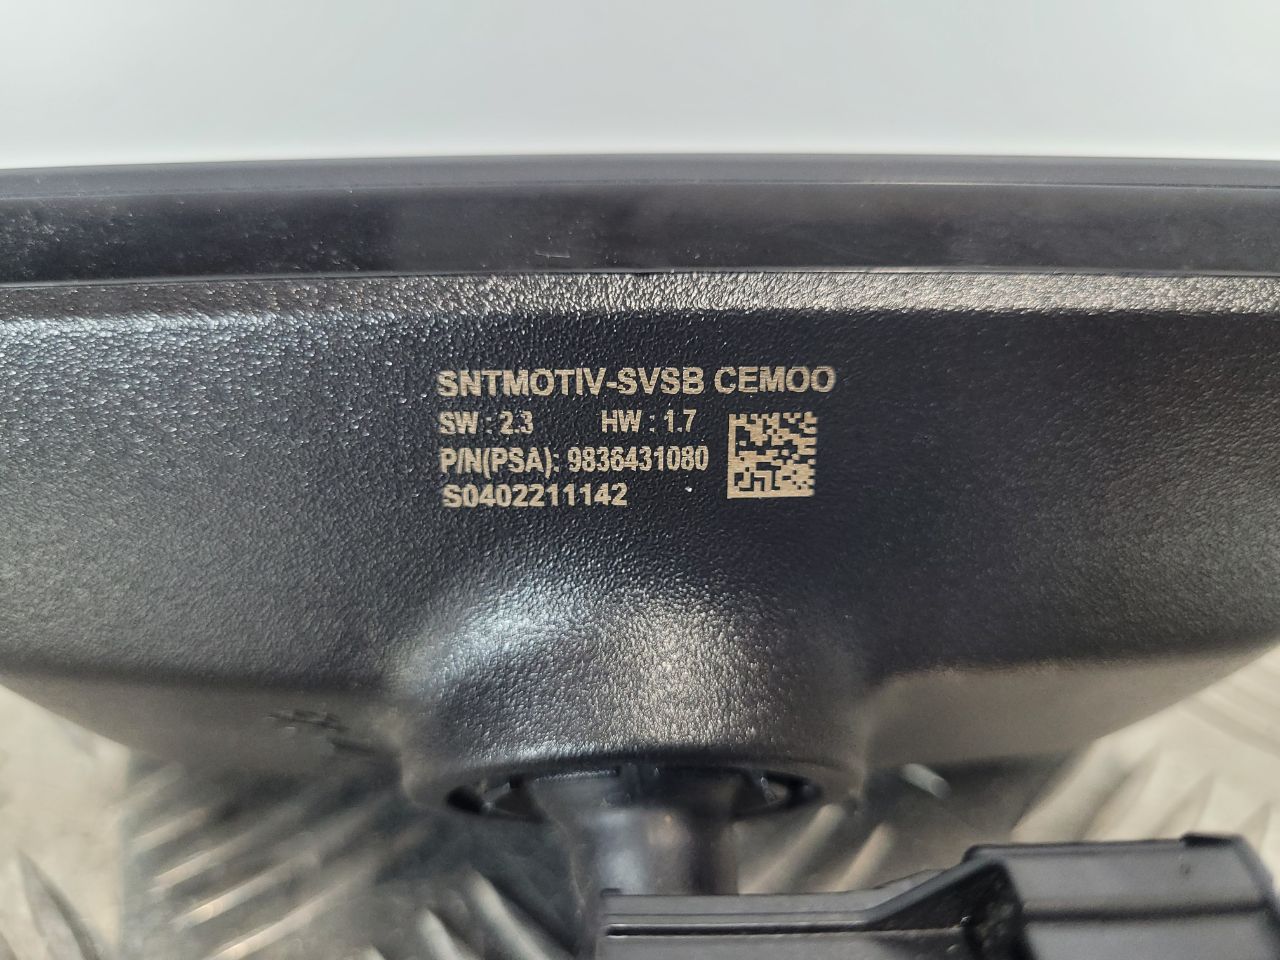 SNTMOTIV-SVSB CEMOO
SW : 2.3 HW : 1.7
P/N(PSA): 9836431080
S0402211142